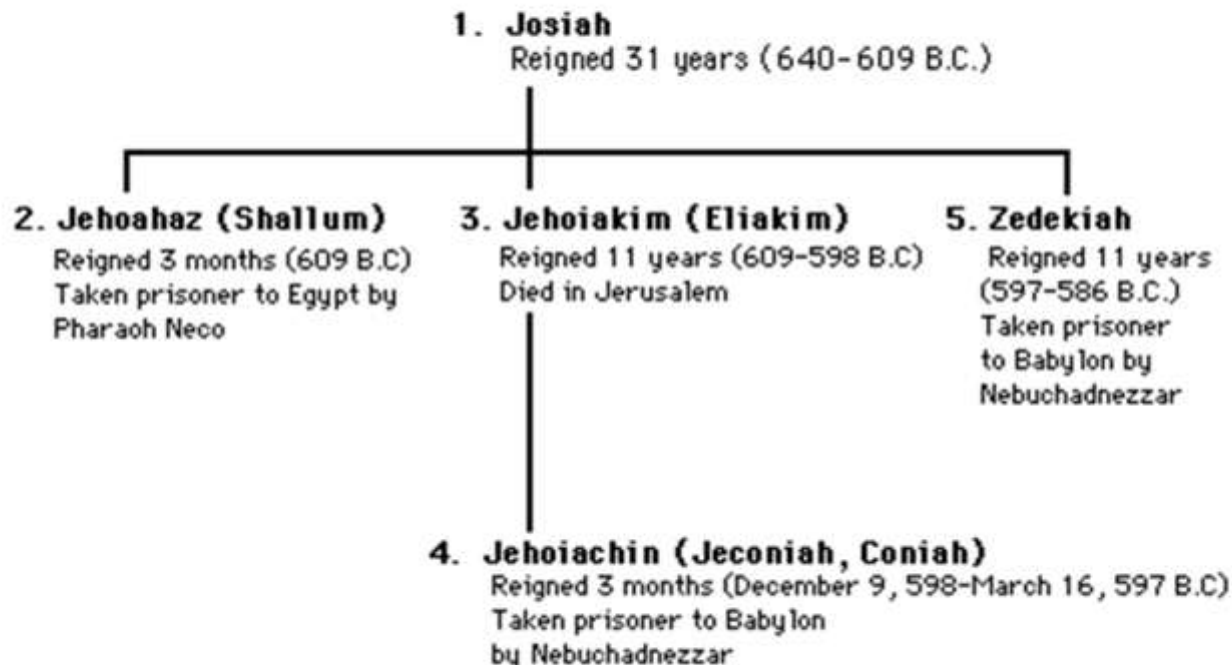 1. Josiah
Reigned 31 years (640-609 B.C.)
2. Jehoahaz (Shallum)
Reigned 3 months (609 B.C)
Taken prisoner to Egypt by
Pharaoh Neco
3. Jehoiakim (Eliakim)
Reigned 11 years (609-598 B.C)
Died in Jerusalem
5. Zedekiah
Reigned 11 years
(597-586 B.C.)
Taken prisoner
to Babylon by
Nebuchadnezzar
4. Jehoiachin (Jeconiah, Coniah)
Reigned 3 months (December 9, 598-March 16, 597 B.C)
Taken prisoner to Babylon
by Nebuchadnezzar